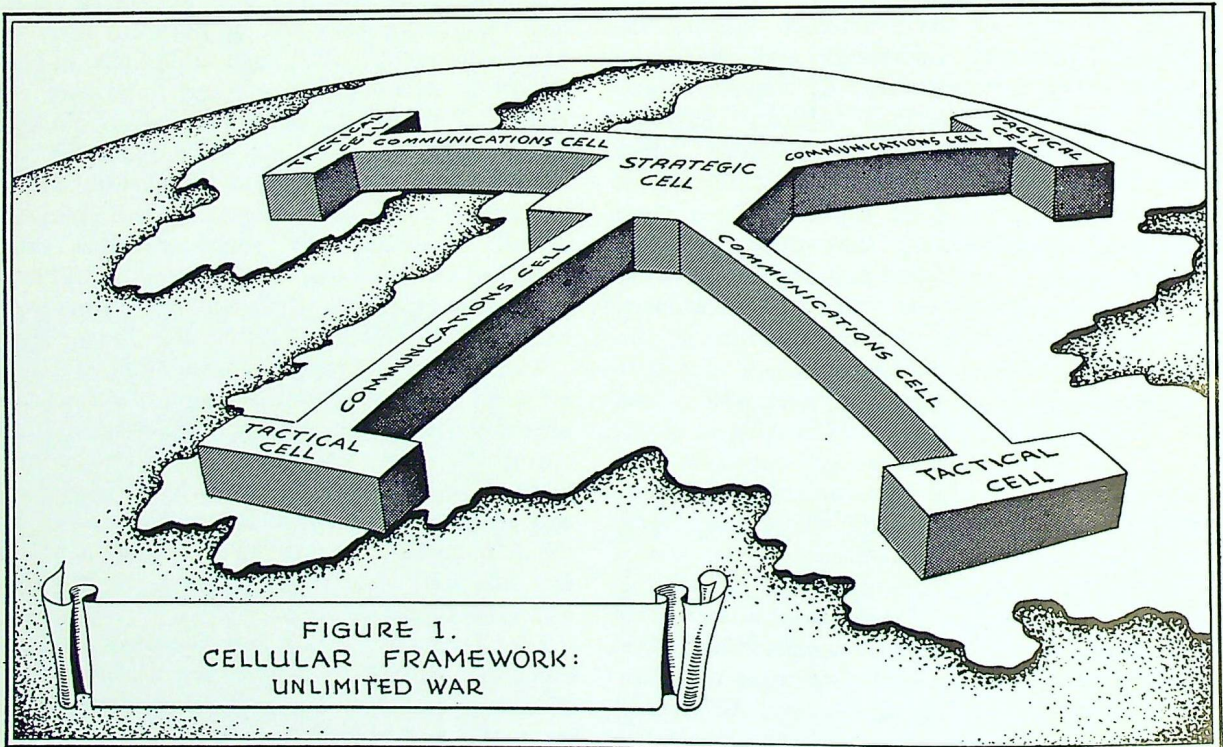 TACTICAL
CELL
COMMUNICATIONS CELL
STRATEGIC
CELL
COMMUNICATIONS CELL
TACTICAL
CELL
COMMUNICATIONS CELL
COMMUNICATIONS CELL
TACTICAL
CELL
TACTICAL
CELL
FIGURE 1.
CELLULAR FRAMEWORK:
UNLIMITED WAR